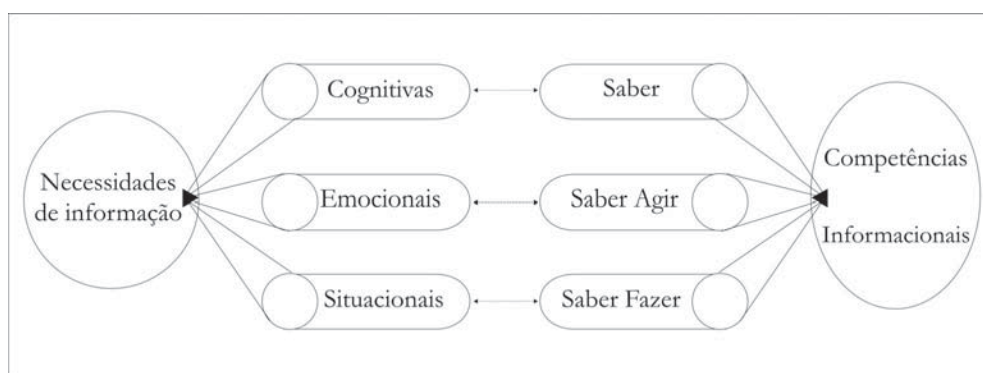 Necessidades
de informação
Cognitivas
Saber
Emocionais
Saber Agir
Situacionais
Saber Fazer
Competências
Informacionais